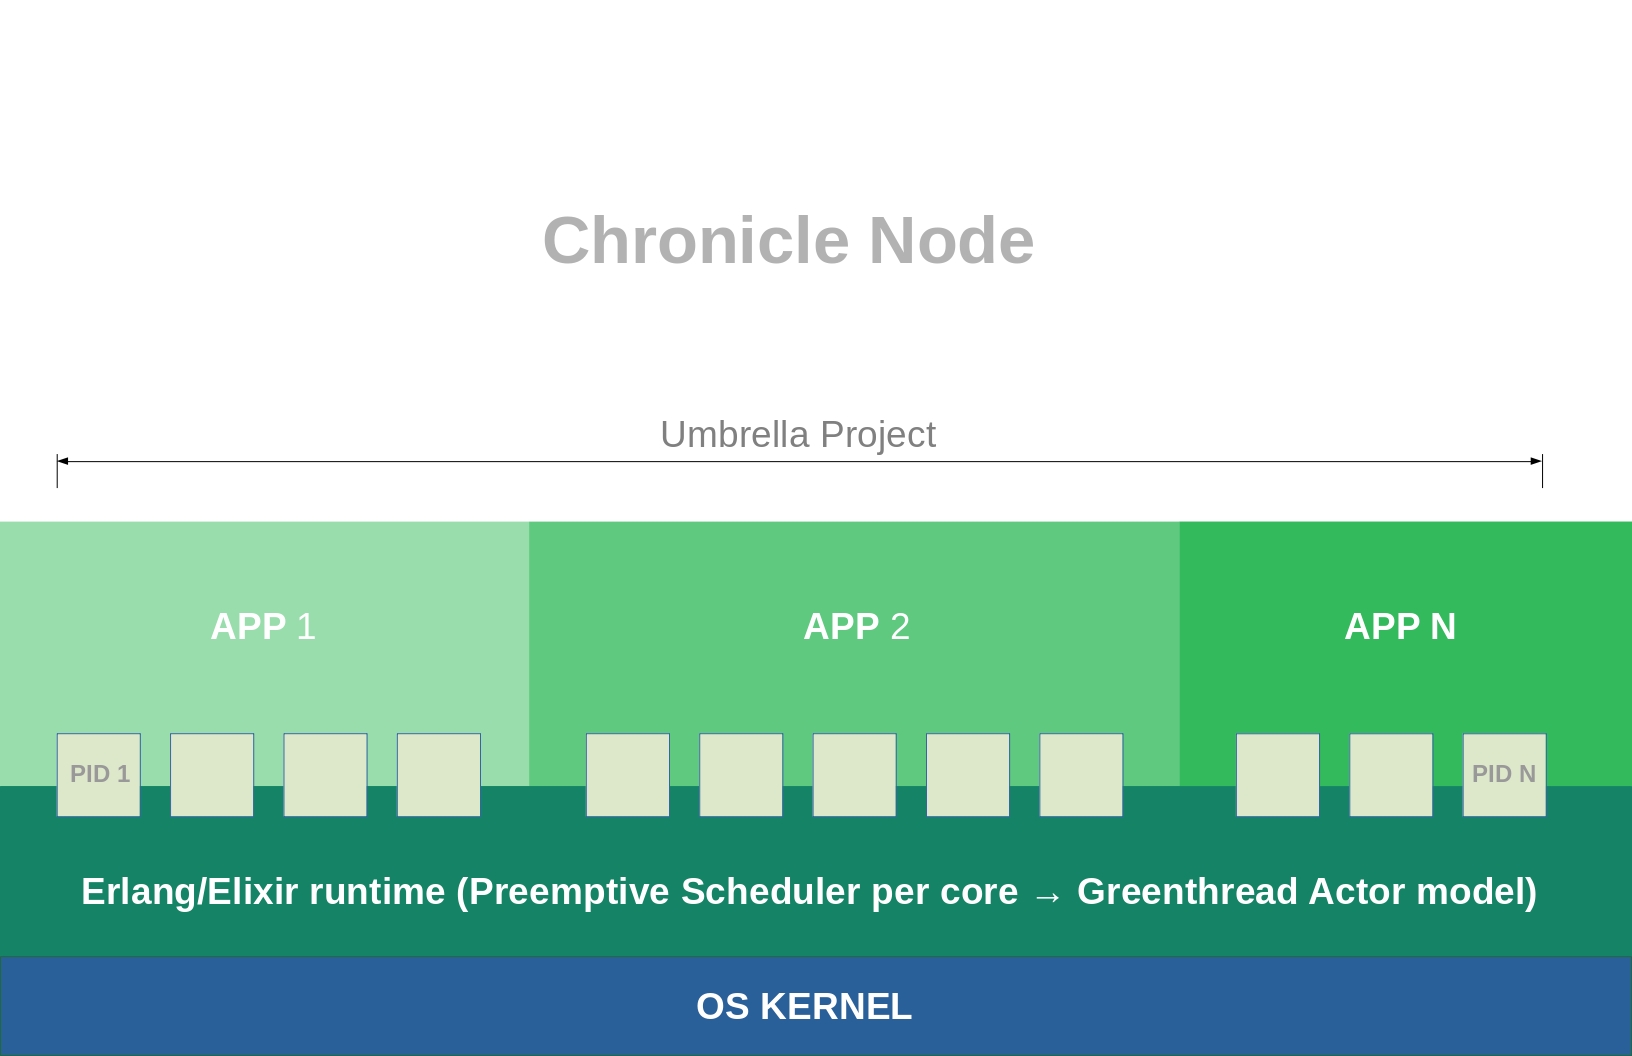 Chronicle Node
Umbrella Project
APP 1
APP 2
APP N
PID 1
PID N
Erlang/Elixir runtime (Preemptive Scheduler per core → Greenthread Actor model)
OS KERNEL